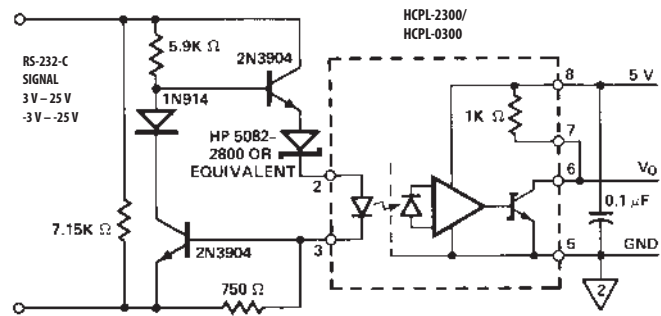 HCPL-2300/
HCPL-0300
5.9K Ω
2N3904
RS-232-C
SIGNAL
3 V – 25 V
-3 V – -25 V
1N914
HP 5082–
2800 OR
EQUIVALENT
2
8
5 V
1K Ω
7
6
VO
0.1 μF
7.15K Ω
2N3904
3
5
GND
750 Ω
2